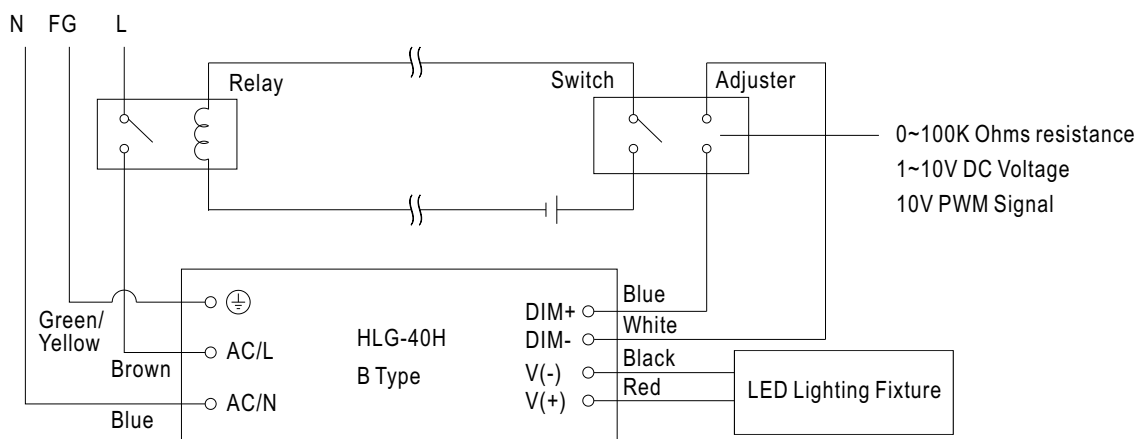 N FG L
Relay
Switch
Adjuster
0~100K Ohms resistance
1~10V DC Voltage
10V PWM Signal
Green/
Yellow
Brown
Blue
AC/L
AC/N
HLG-40H
B Type
DIM+
DIM-
V(-)
V(+)
Blue
White
Black
Red
LED Lighting Fixture